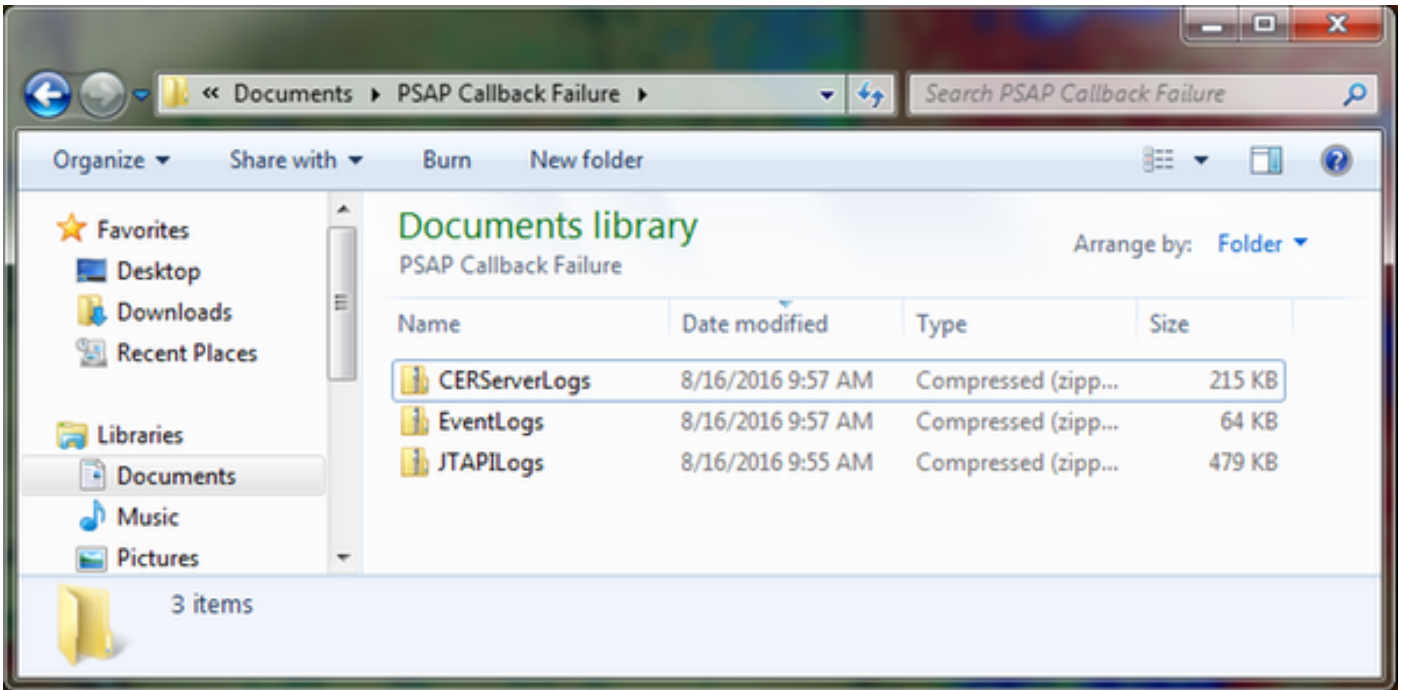 « Documents ▸ PSAP Callback Failure ▸ Search PSAP Callback Failure
Organize Share with Burn New folder
Favorites
Desktop
Downloads
Recent Places
Libraries
Documents
Music
Pictures
Documents library
PSAP Callback Failure
Arrange by: Folder
Name Date modified Type Size
CERServerLogs 8/16/2016 9:57 AM Compressed (zipp... 215 KB
EventLogs 8/16/2016 9:57 AM Compressed (zipp... 64 KB
JTAPILogs 8/16/2016 9:55 AM Compressed (zipp... 479 KB
3 items